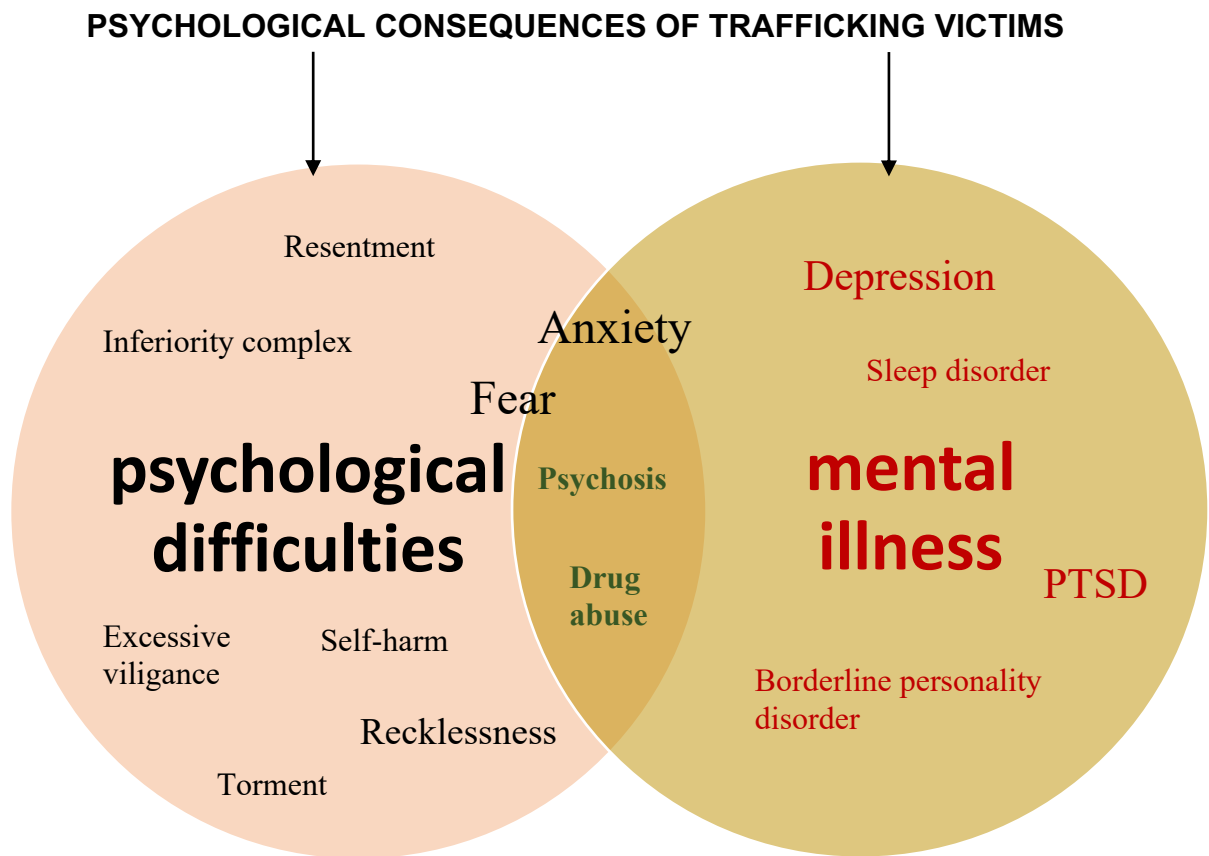 PSYCHOLOGICAL CONSEQUENCES OF TRAFFICKING VICTIMS
Resentment
Inferiority complex
Fear
psychological
difficulties
Excessive
viligance
Self-harm
Recklessness
Torment
Anxiety
Psychosis
Drug
abuse
Depression
Sleep disorder
mental
illness
PTSD
Borderline personality
disorder